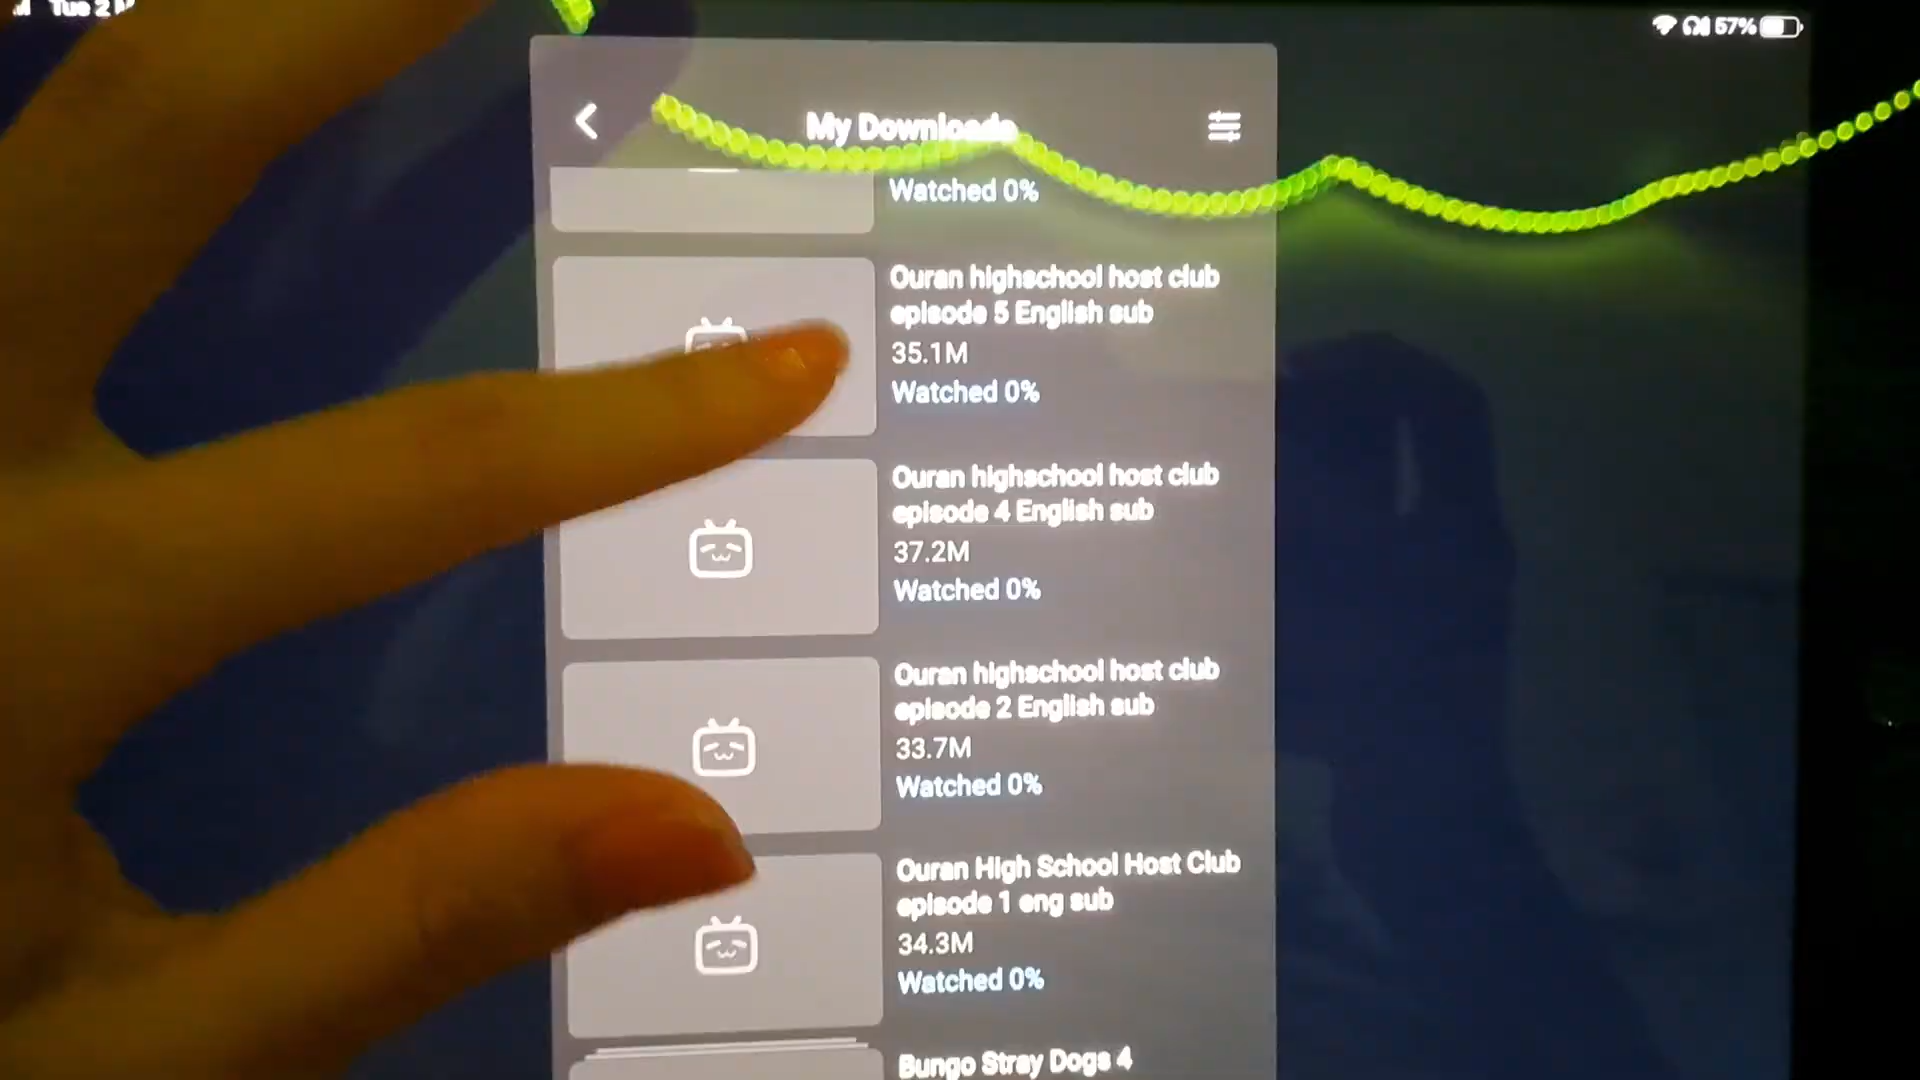 Tue 2 M
57%
My Downloads
Watched 0%
Ouran highschool host club
episode 5 English sub
35.1M
Watched 0%
Ouran highschool host club
episode 4 English sub
37.2M
Watched 0%
Ouran highschool host club
episode 2 English sub
33.7M
Watched 0%
Ouran High School Host Club
episode 1 eng sub
34.3M
Watched 0%
Bungo Stray Dogs 4